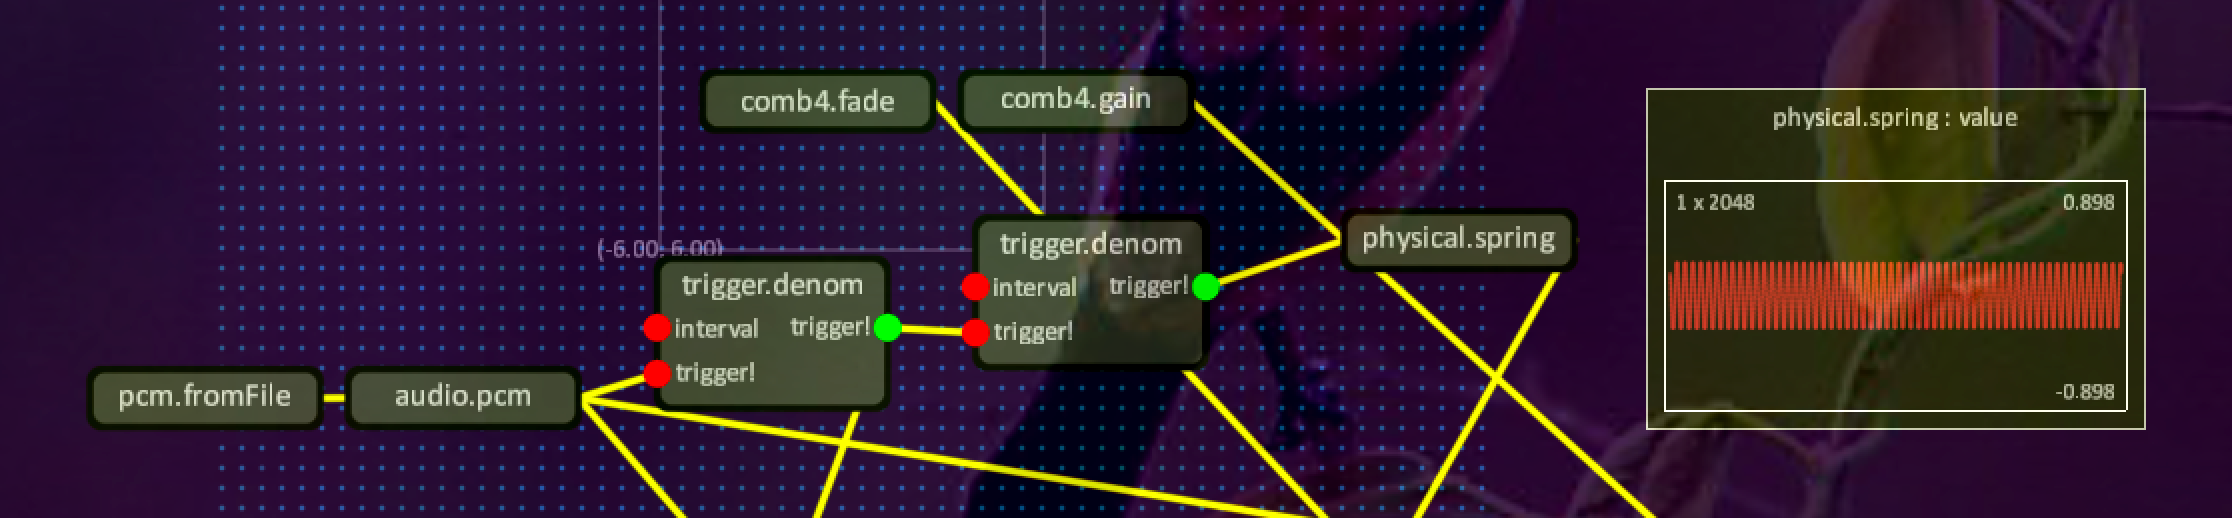 comb4.fade
comb4.gain
physical.spring : value
1 x 2048
0.898
-0.898
(-6.00; 6.00)
trigger.denom
interval
trigger!
trigger!
physical.spring
trigger.denom
interval
trigger!
trigger!
pcm.fromFile
audio.pcm